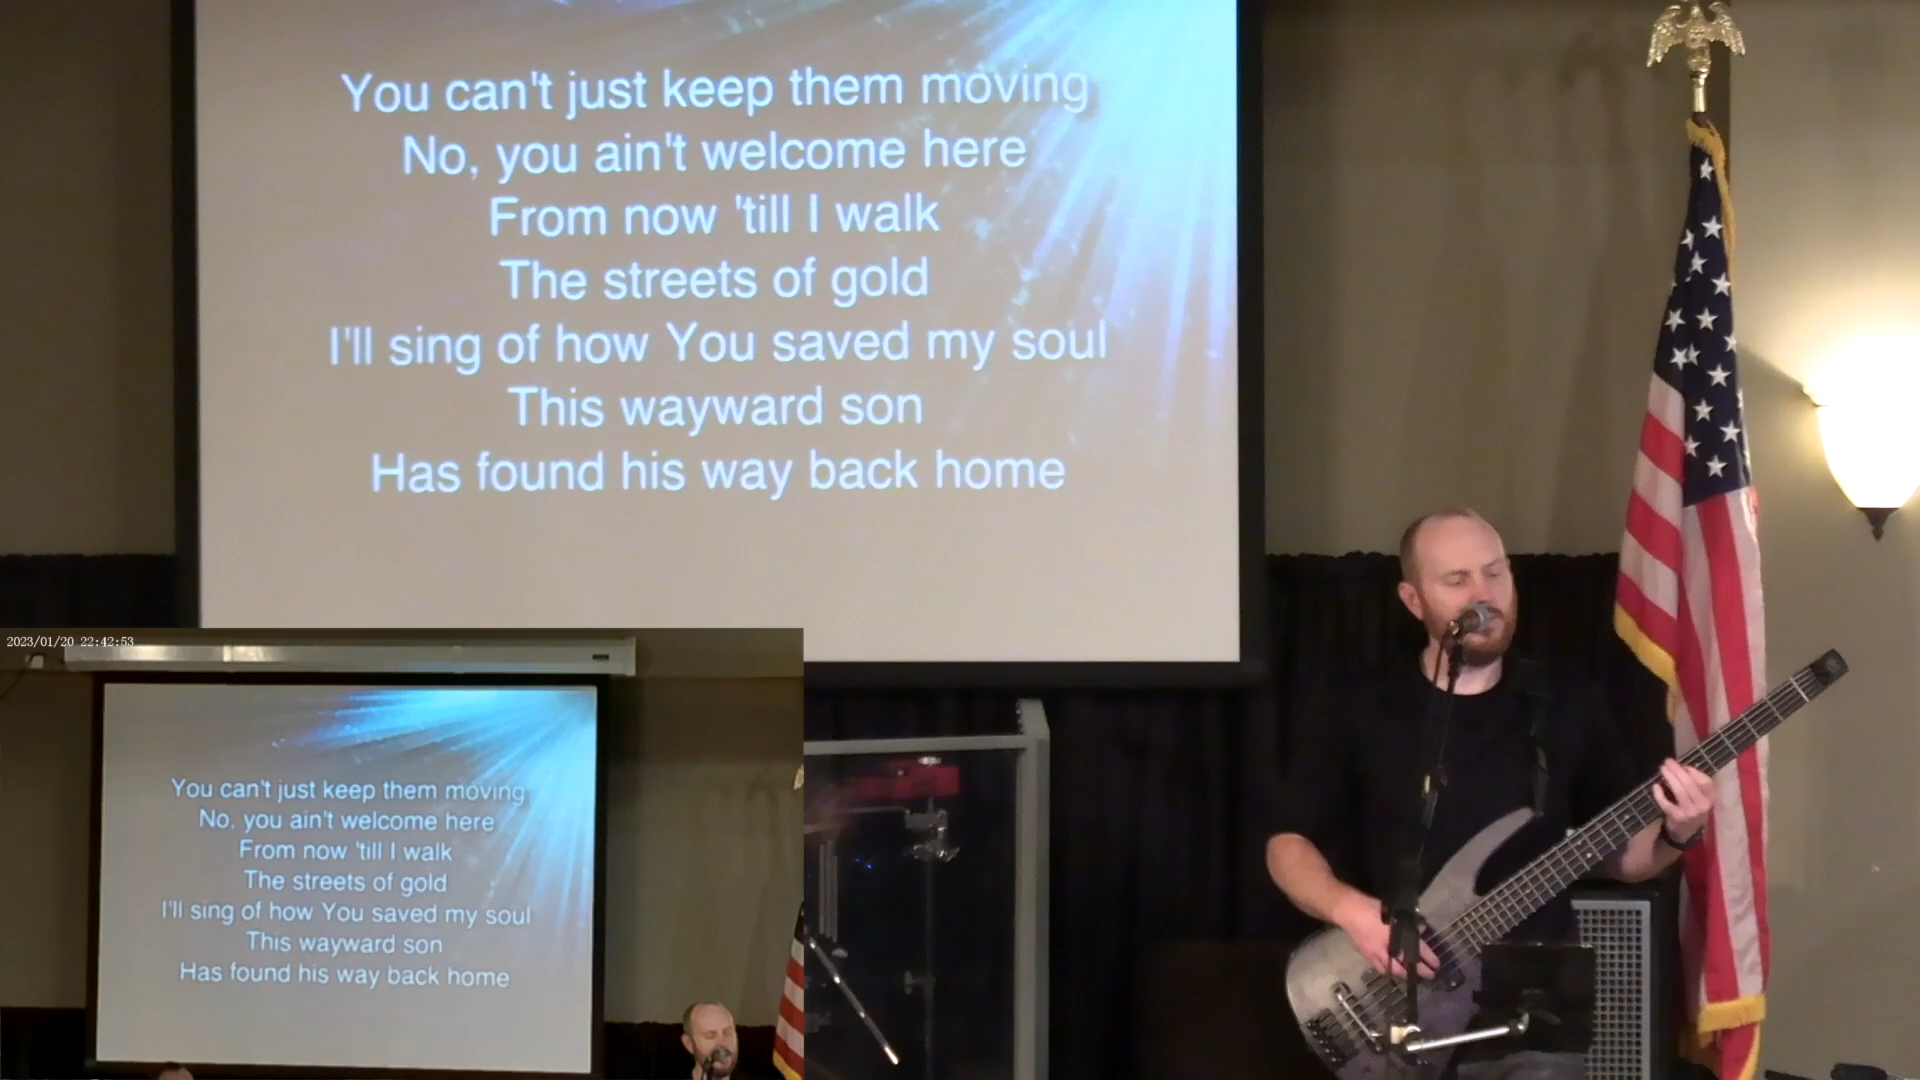 You can't just keep them moving
No, you ain't welcome here
From now 'till I walk
The streets of gold
I'll sing of how You saved my soul
This wayward son
Has found his way back home
2023/01/20 22:42:53
You can't just keep them moving
No, you ain't welcome here
From now 'till I walk
The streets of gold
I'll sing of how You saved my soul
This wayward son
Has found his way back home